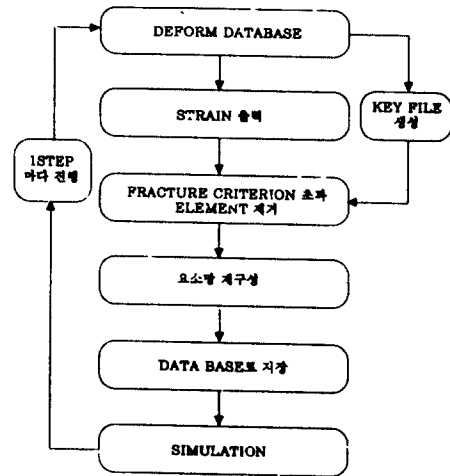 DEFORM DATABASE
STRAIN 출력
KEY FILE
생성
1STEP
마다 진행
FRACTURE CRITERION 초과
ELEMENT 제거
요소망 재구성
DATA BASE로 저장
SIMULATION